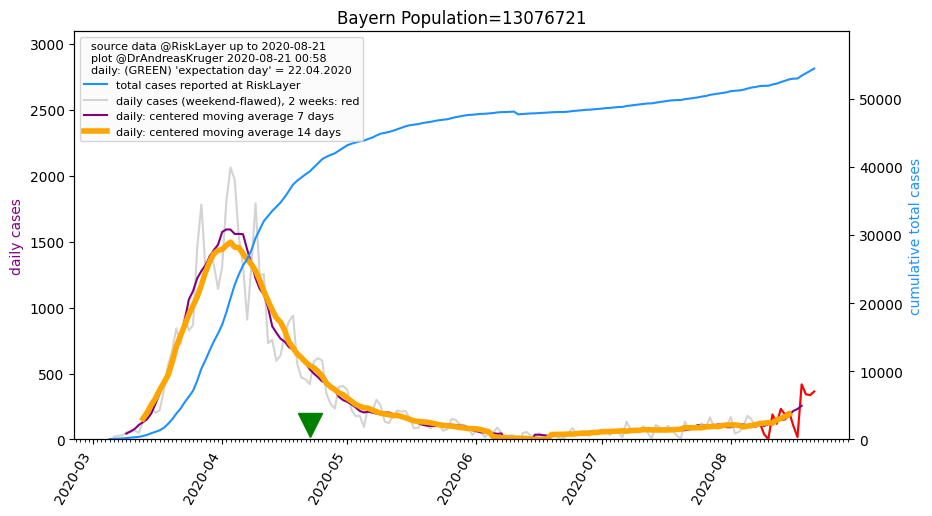 Bayern Population=13076721
source data @RiskLayer up to 2020-08-21
plot @DrAndreasKruger 2020-08-21 00:58
daily: (GREEN) 'expectation day' = 22.04.2020
total cases reported at RiskLayer
daily cases (weekend-flawed), 2 weeks: red
daily: centered moving average 7 days
daily: centered moving average 14 days
daily cases
3000
2500
2000
1500
1000
500
0
cumulative total cases
50000
40000
30000
20000
10000
0
2020-03
2020-04
2020-05
2020-06
2020-07
2020-08